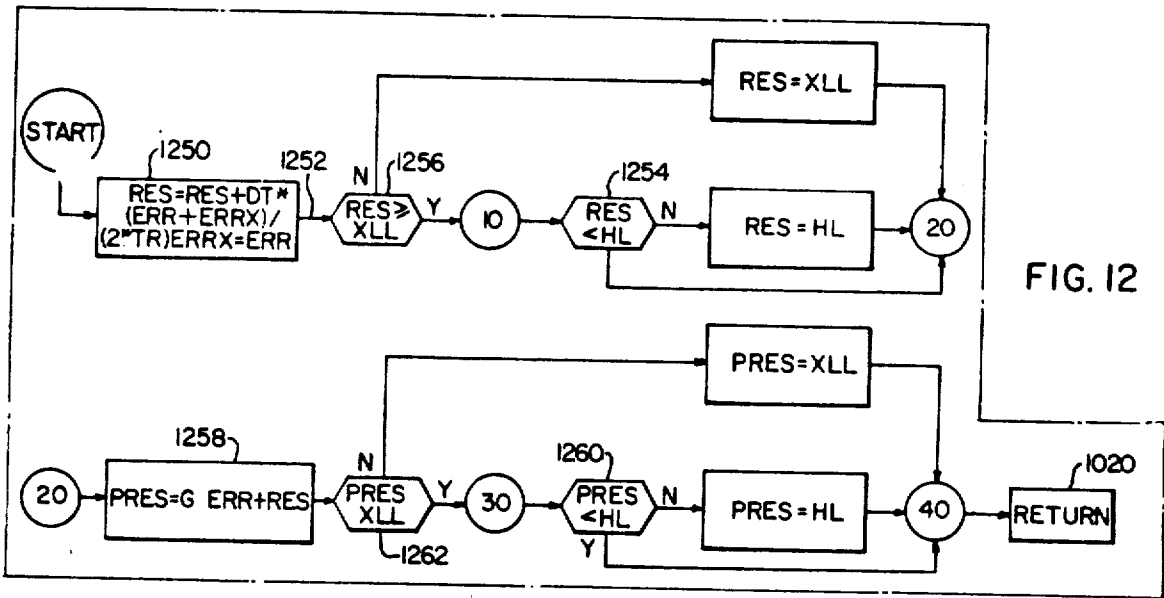 RES=XLL
START
1250
1252
1256
1254
RES=RES+DT*
(ERR+ERRX)/
(2*TR)ERRX=ERR
N
RES≥
XLL
Y
10
RES
<HL
N
RES=HL
20
FIG. 12
PRES=XLL
1258
1260
1020
20
PRES=G ERR+RES
N
PRES
XLL
Y
30
PRES
<HL
N
Y
PRES=HL
40
RETURN
1262